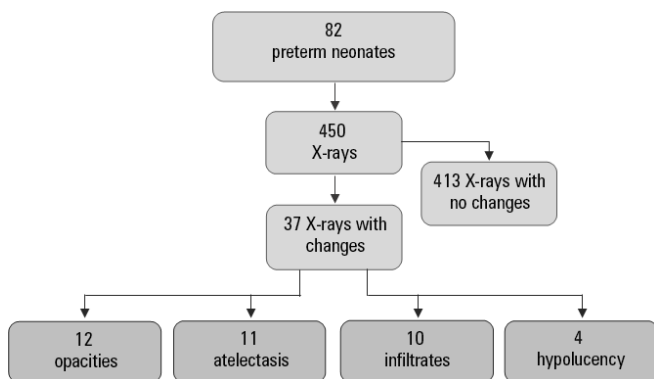 82
preterm neonates
450
X-rays
413 X-rays with
no changes
37 X-rays with
changes
12
opacities
11
atelectasis
10
infiltrates
4
hypolucency